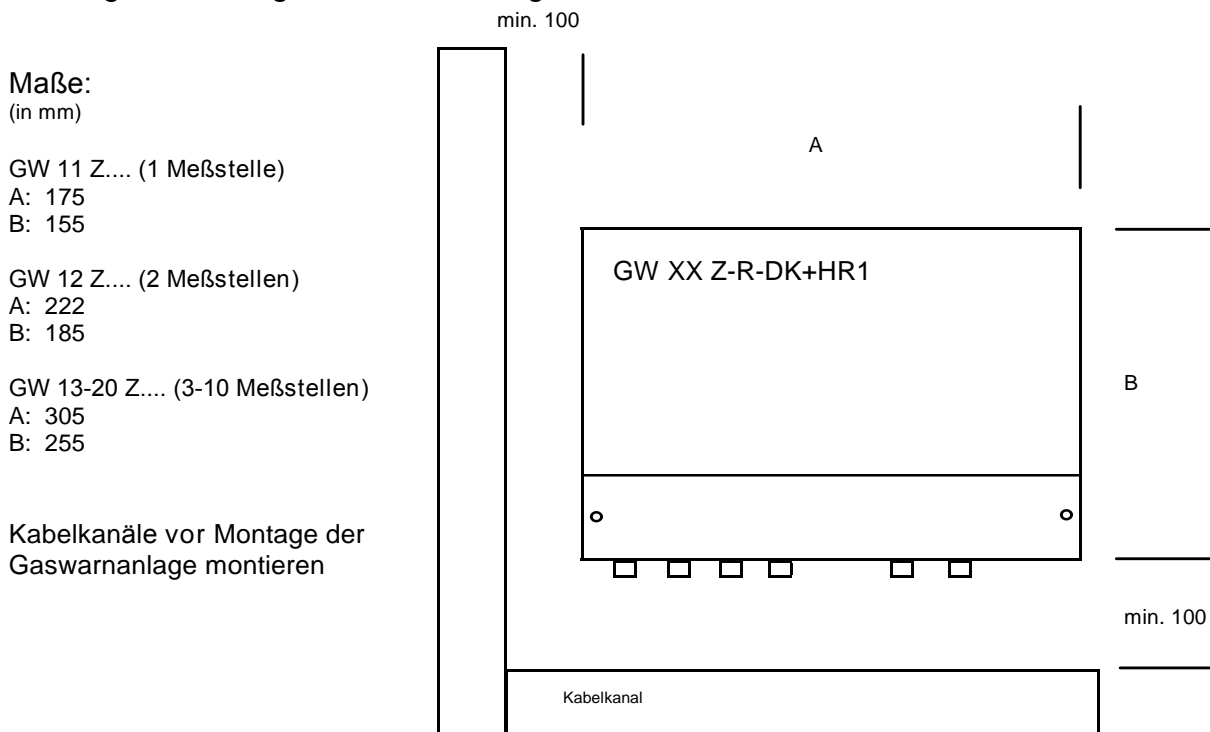 min. 100
Maße:
(in mm)
GW 11 Z.... (1 Meßstelle)
A: 175
B: 155
GW 12 Z.... (2 Meßstellen)
A: 222
B: 185
GW 13-20 Z.... (3-10 Meßstellen)
A: 305
B: 255
Kabelkanäle vor Montage der
Gaswarnanlage montieren
A
GW XX Z-R-DK+HR1
B
min. 100
Kabelkanal